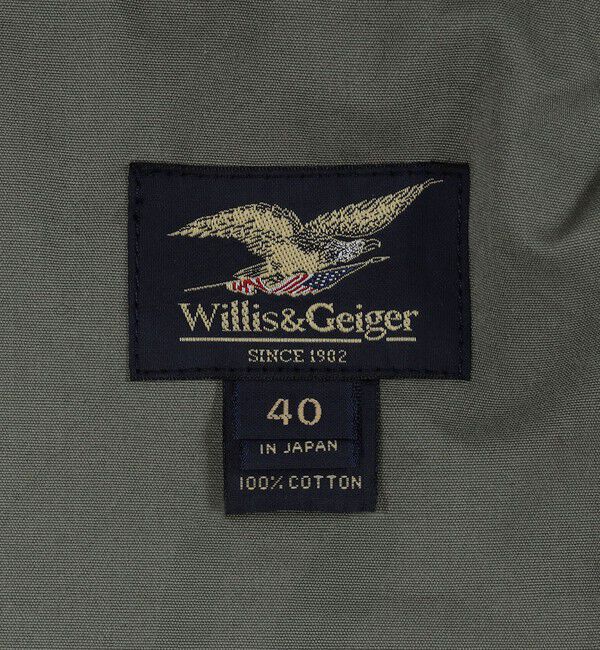 Willis&Geiger
SINCE 1902
40
IN JAPAN
100% COTTON